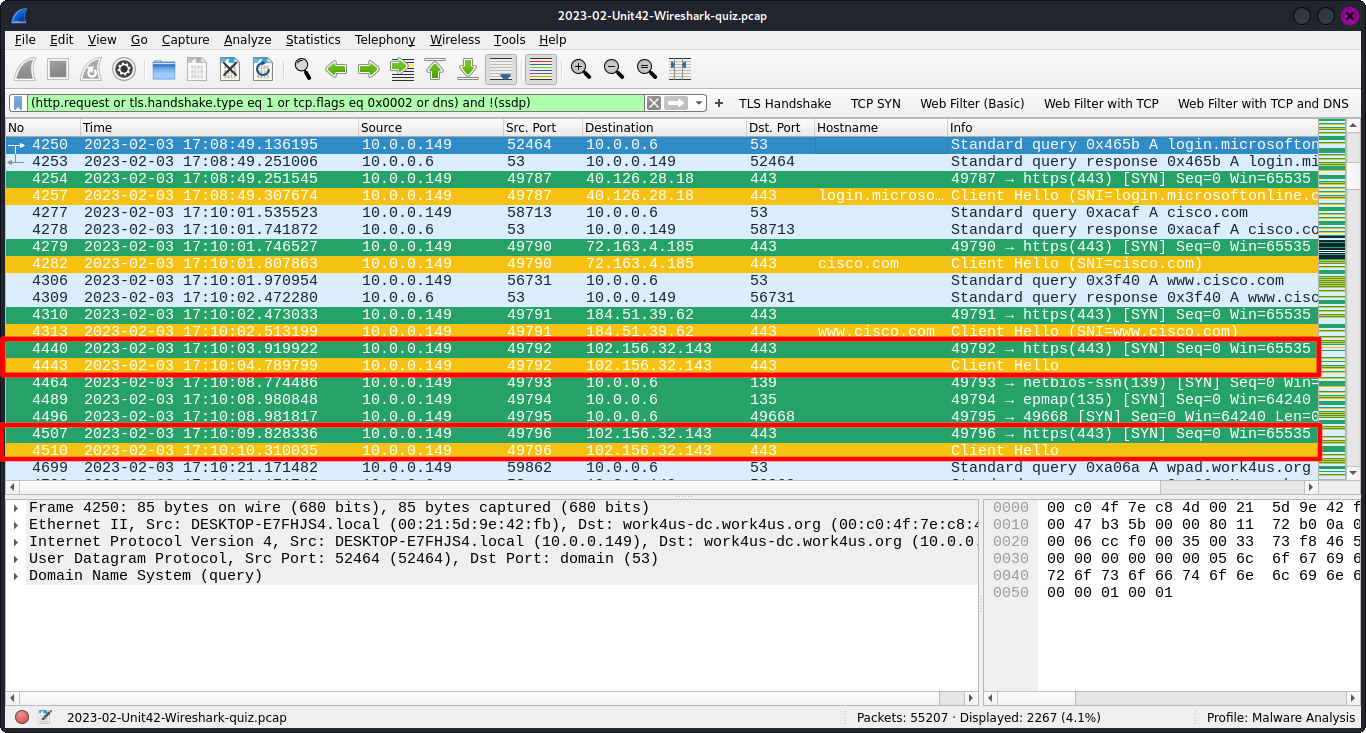 2023-02-Unit42-Wireshark-quiz.pcap
File Edit View Go Capture Analyze Statistics Telephony Wireless Tools Help
(http.request or tls.handshake.type eq 1 or tcp.flags eq 0x0002 or dns) and !(ssdp) + TLS Handshake TCP SYN Web Filter (Basic) Web Filter with TCP Web Filter with TCP and DNS
No Time Source Src. Port Destination Dst. Port Hostname Info
4250 2023-02-03 17:08:49.136195 10.0.0.149 52464 10.0.0.6 53 Standard query 0x465b A login.microsofton
4253 2023-02-03 17:08:49.251006 10.0.0.6 53 10.0.0.149 52464 Standard query response 0x465b A login.mi
4254 2023-02-03 17:08:49.251545 10.0.0.149 49787 40.126.28.18 443 49787 → https(443) [SYN] Seq=0 Win=65535
4257 2023-02-03 17:08:49.307674 10.0.0.149 49787 40.126.28.18 443 login.microso… Client Hello (SNI=login.microsoftonline.c
4277 2023-02-03 17:10:01.535523 10.0.0.149 58713 10.0.0.6 53 Standard query 0xacaf A cisco.com
4278 2023-02-03 17:10:01.741872 10.0.0.6 53 10.0.0.149 58713 Standard query response 0xacaf A cisco.co
4279 2023-02-03 17:10:01.746527 10.0.0.149 49790 72.163.4.185 443 49790 → https(443) [SYN] Seq=0 Win=65535
4282 2023-02-03 17:10:01.807863 10.0.0.149 49790 72.163.4.185 443 cisco.com Client Hello (SNI=cisco.com)
4306 2023-02-03 17:10:01.970954 10.0.0.149 56731 10.0.0.6 53 Standard query 0x3f40 A www.cisco.com
4309 2023-02-03 17:10:02.472280 10.0.0.6 53 10.0.0.149 56731 Standard query response 0x3f40 A www.cisc
4310 2023-02-03 17:10:02.473033 10.0.0.149 49791 184.51.39.62 443 49791 → https(443) [SYN] Seq=0 Win=65535
4313 2023-02-03 17:10:02.513199 10.0.0.149 49791 184.51.39.62 443 www.cisco.com Client Hello (SNI=www.cisco.com)
4440 2023-02-03 17:10:03.919922 10.0.0.149 49792 102.156.32.143 443 49792 → https(443) [SYN] Seq=0 Win=65535
4443 2023-02-03 17:10:04.789799 10.0.0.149 49792 102.156.32.143 443 Client Hello
4464 2023-02-03 17:10:08.774486 10.0.0.149 49793 10.0.0.6 139 49793 → netbios-ssn(139) [SYN] Seq=0 Win=
4489 2023-02-03 17:10:08.980848 10.0.0.149 49794 10.0.0.6 135 49794 → epmap(135) [SYN] Seq=0 Win=64240
4496 2023-02-03 17:10:08.981817 10.0.0.149 49795 10.0.0.6 49668 49795 → 49668 [SYN] Seq=0 Win=64240 Len=0
4507 2023-02-03 17:10:09.828336 10.0.0.149 49796 102.156.32.143 443 49796 → https(443) [SYN] Seq=0 Win=65535
4510 2023-02-03 17:10:10.310035 10.0.0.149 49796 102.156.32.143 443 Client Hello
4699 2023-02-03 17:10:21.171482 10.0.0.149 59862 10.0.0.6 53 Standard query 0xa06a A wpad.work4us.org
Frame 4250: 85 bytes on wire (680 bits), 85 bytes captured (680 bits)
Ethernet II, Src: DESKTOP-E7FHJS4.local (00:21:5d:9e:42:fb), Dst: work4us-dc.work4us.org (00:c0:4f:7e:c8:4
Internet Protocol Version 4, Src: DESKTOP-E7FHJS4.local (10.0.0.149), Dst: work4us-dc.work4us.org (10.0.0.
User Datagram Protocol, Src Port: 52464 (52464), Dst Port: domain (53)
Domain Name System (query)
0000 00 c0 4f 7e c8 4d 00 21 5d 9e 42 f
0010 00 47 b3 5b 00 00 80 11 72 b0 0a 0
0020 00 06 cc f0 00 35 00 33 73 f8 46 5
0030 00 00 00 00 00 00 05 6c 6f 67 69 6
0040 72 6f 73 6f 66 74 6f 6e 6c 69 6e 6
0050 00 00 01 00 01
2023-02-Unit42-Wireshark-quiz.pcap Packets: 55207 · Displayed: 2267 (4.1%) Profile: Malware Analysis